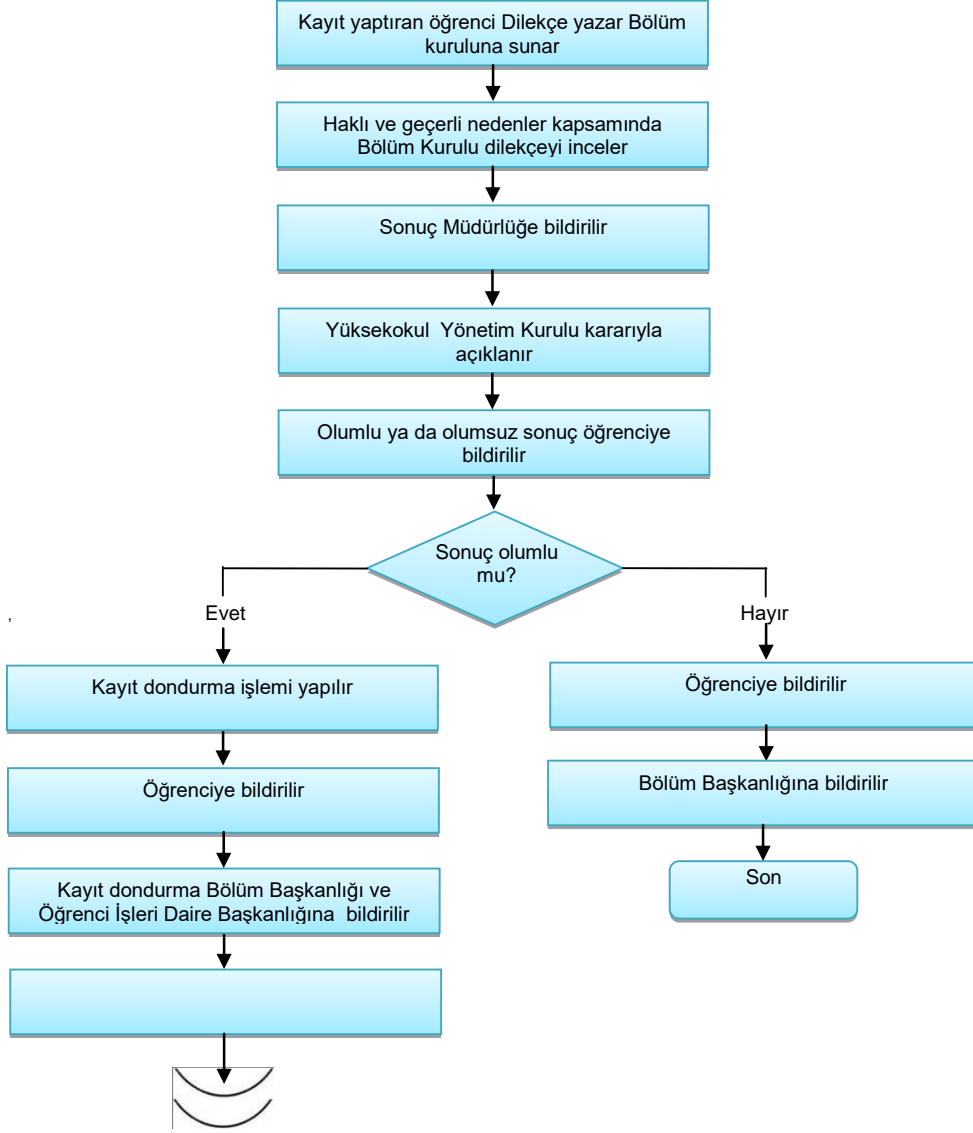 Kayıt yaptıran öğrenci Dilekçe yazar Bölüm
kuruluna sunar
Haklı ve geçerli nedenler kapsamında
Bölüm Kurulu dilekçeyi inceler
Sonuç Müdürlüğe bildirilir
Yüksekokul Yönetim Kurulu kararıyla
açıklanır
Olumlu ya da olumsuz sonuç öğrenciye
bildirilir
Sonuç olumlu
mu?
,
Evet
Hayır
Kayıt dondurma işlemi yapılır
Öğrenciye bildirilir
Kayıt dondurma Bölüm Başkanlığı ve
Öğrenci İşleri Daire Başkanlığına bildirilir
Öğrenciye bildirilir
Bölüm Başkanlığına bildirilir
Son